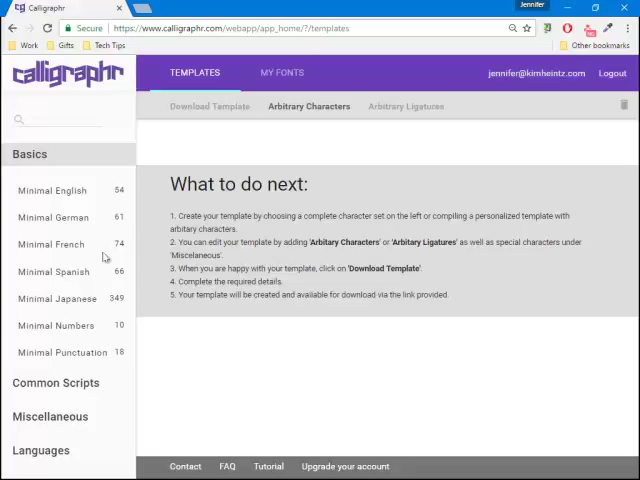 Jennifer
Calligraphr
Secure
https://www.calligraphr.com/webapp/app_home/?/templates
Work
Gifts
Tech Tips
Other bookmarks
calligraphr
TEMPLATES
MY FONTS
jennifer@kimheintz.com
Logout
Download Template
Arbitrary Characters
Arbitrary Ligatures
Basics
Minimal English 54
Minimal German 61
Minimal French 74
Minimal Spanish 66
Minimal Japanese 349
Minimal Numbers 10
Minimal Punctuation 18
Common Scripts
Miscellaneous
Languages
What to do next:
1. Create your template by choosing a complete character set on the left or compiling a personalized template with
arbitrary characters.
2. You can edit your template by adding 'Arbitrary Characters' or 'Arbitrary Ligatures' as well as special characters under
'Miscelaneous'.
3. When you are happy with your template, click on 'Download Template'.
4. Complete the required details.
5. Your template will be created and available for download via the link provided.
Contact
FAQ
Tutorial
Upgrade your account